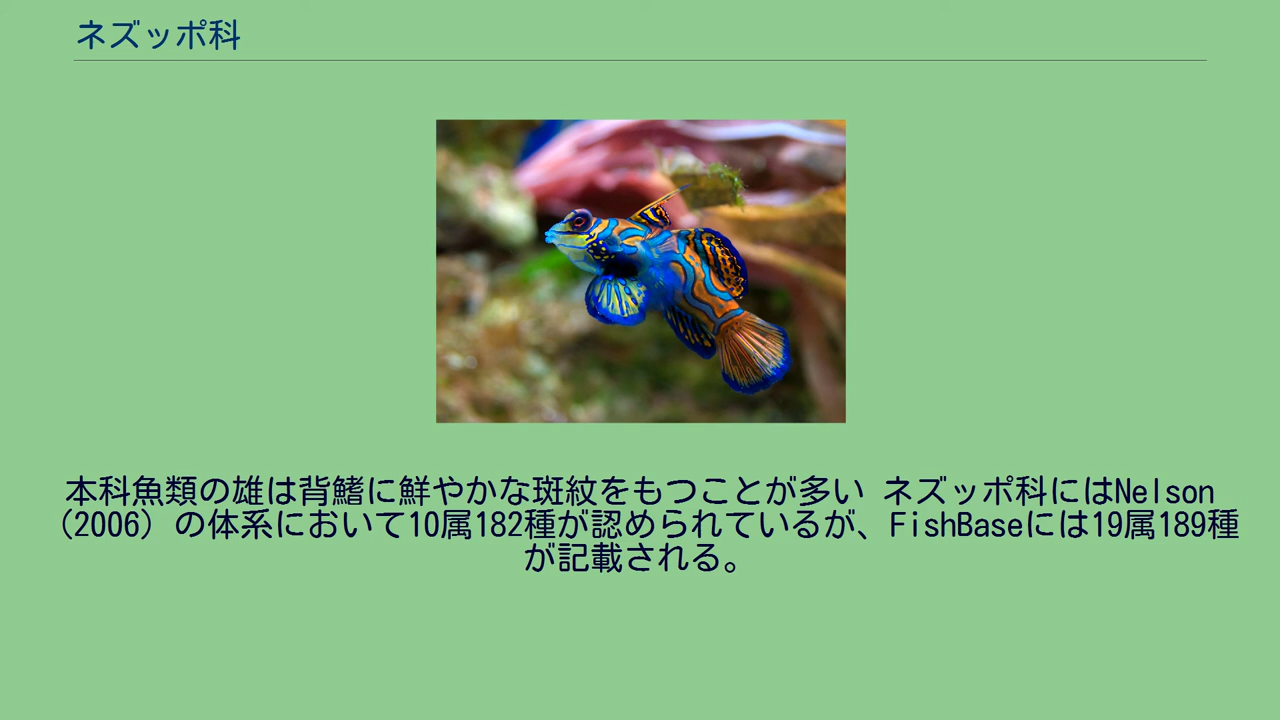 ネズッポ科
本科魚類の雄は背鰭に鮮やかな斑紋をもつことが多い ネズッポ科にはNelson
(2006) の体系において10属182種が認められているが、FishBaseには19属189種
が記載される。